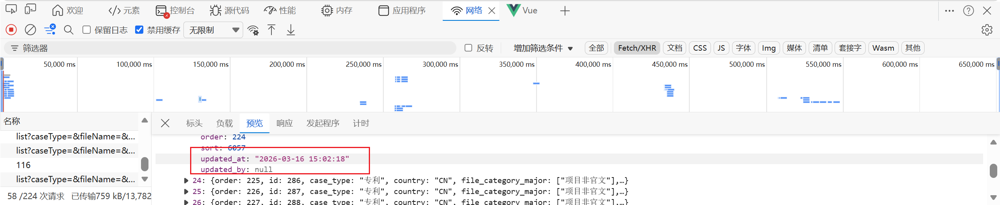 欢迎 元素 控制台 源代码 性能 内存 应用程序 网络 Vue
保留日志 禁用缓存 无限制
筛选器 反转 增加筛选条件 全部 Fetch/XHR 文档 CSS JS 字体 Img 媒体 清单 套接字 Wasm 其他
50,000 ms 100,000 ms 150,000 ms 200,000 ms 250,000 ms 300,000 ms 350,000 ms 400,000 ms 450,000 ms 500,000 ms 550,000 ms 600,000 ms 650,000 ms
名称 标头 负载 预览 响应 发起程序 计时
list?caseType=&fileName=&...
list?caseType=&fileName=&...
116
list?caseType=&fileName=&...
58 /224 次请求 已传输759 kB/13,782
order: 224
sort: 6057
updated_at: "2026-03-16 15:02:18"
updated_by: null
24: {order: 225, id: 286, case_type: "专利", country: "CN", file_category_major: ["项目非官文"],…}
25: {order: 226, id: 287, case_type: "专利", country: "CN", file_category_major: ["项目非官文"],…}
26: {order: 227, id: 288, case_type: "专利", country: "CN", file_category_major: ["项目非官文"],…}